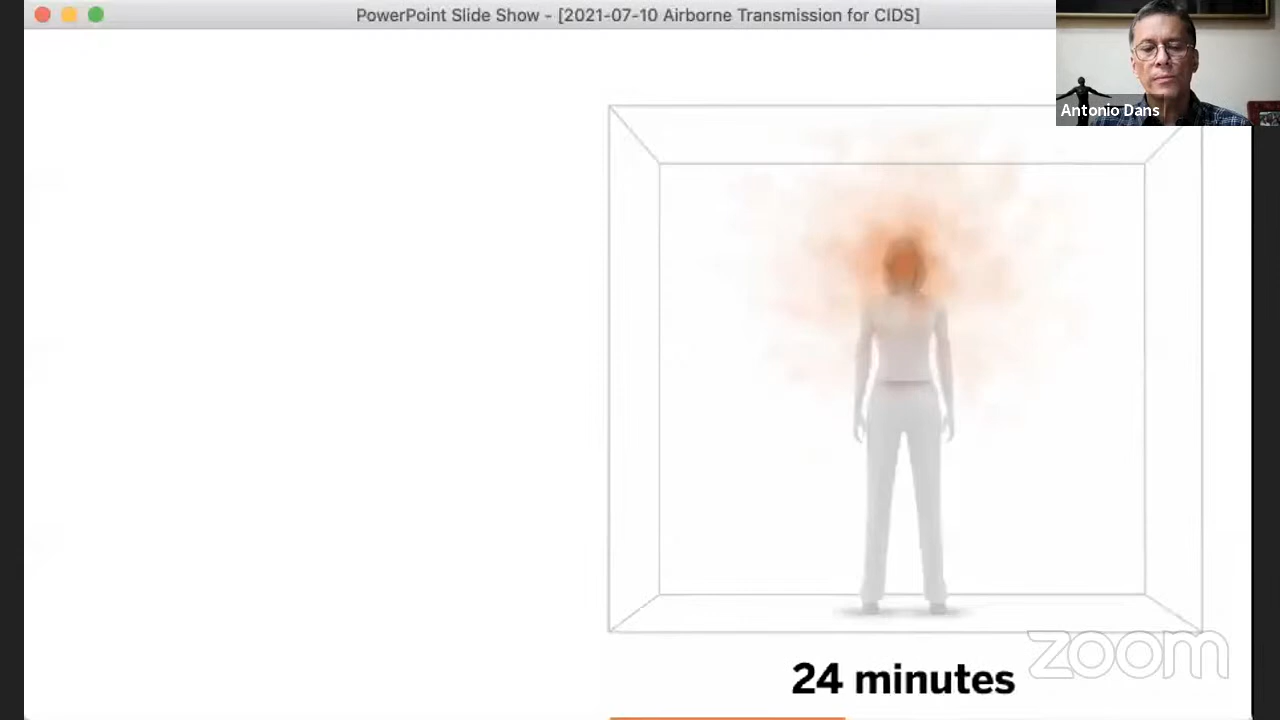 PowerPoint Slide Show - [2021-07-10 Airborne Transmission for CIDS]
Antonio Dans
24 minutes
zoom